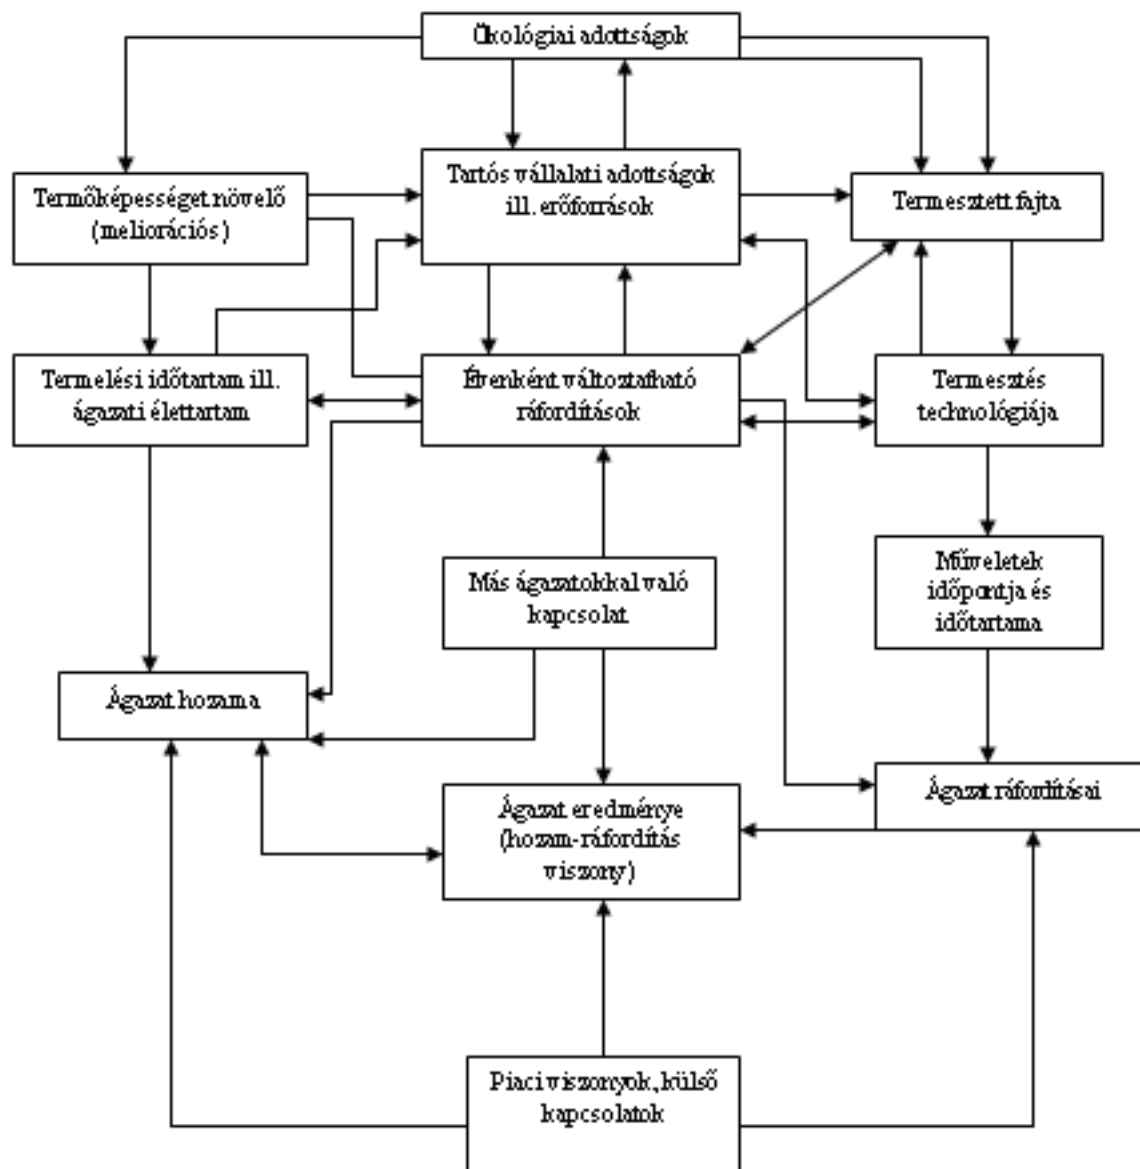 Ökológiai adottságok
Tartós vállalati adottságok
ill. erőforrások
Termőképességet növelő
(meliorációs)
Termesztett fajta
Termelési időtartam ill.
ágazati élettartam
Évenként változtatható
ráfordítások
Termesztés
technológiája
Más ágazatokkal való
kapcsolat
Műveletek
időpontja és
időtartama
Ágazat hozama
Ágazat eredménye
(hozam-ráfordítás
viszony)
Ágazat ráfordításai
Piaci viszonyok, külső
kapcsolatok